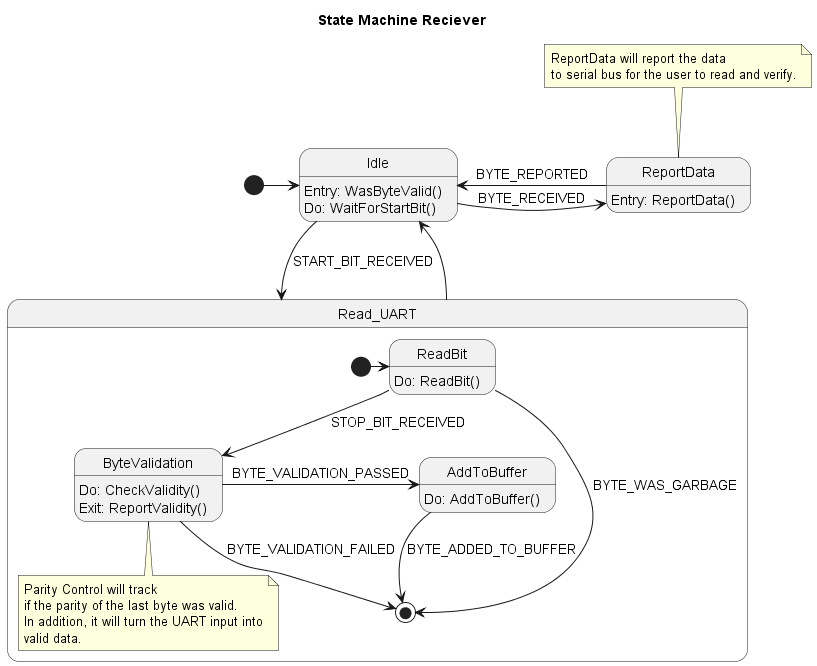 State Machine Reciever
ReportData will report the data
to serial bus for the user to read and verify.
Idle
Entry: WasByteValid()
Do: WaitForStartBit()
BYTE_REPORTED
BYTE_RECEIVED
ReportData
Entry: ReportData()
START_BIT_RECEIVED
Read_UART
ReadBit
Do: ReadBit()
STOP_BIT_RECEIVED
ByteValidation
Do: CheckValidity()
Exit: ReportValidity()
BYTE_VALIDATION_PASSED
AddToBuffer
Do: AddToBuffer()
BYTE_WAS_GARBAGE
BYTE_VALIDATION_FAILED
BYTE_ADDED_TO_BUFFER
Parity Control will track
if the parity of the last byte was valid.
In addition, it will turn the UART input into
valid data.